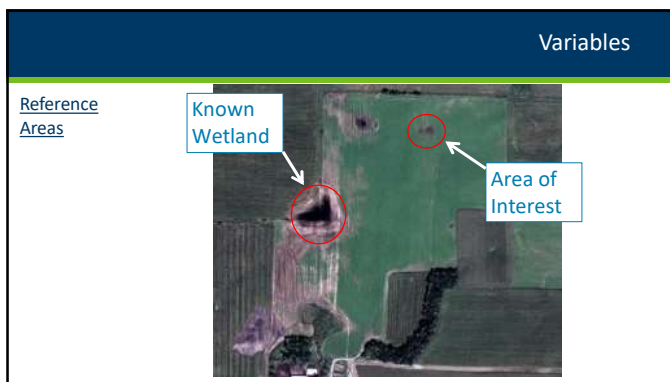 Variables
Reference
Areas
Known
Wetland
Area of
Interest